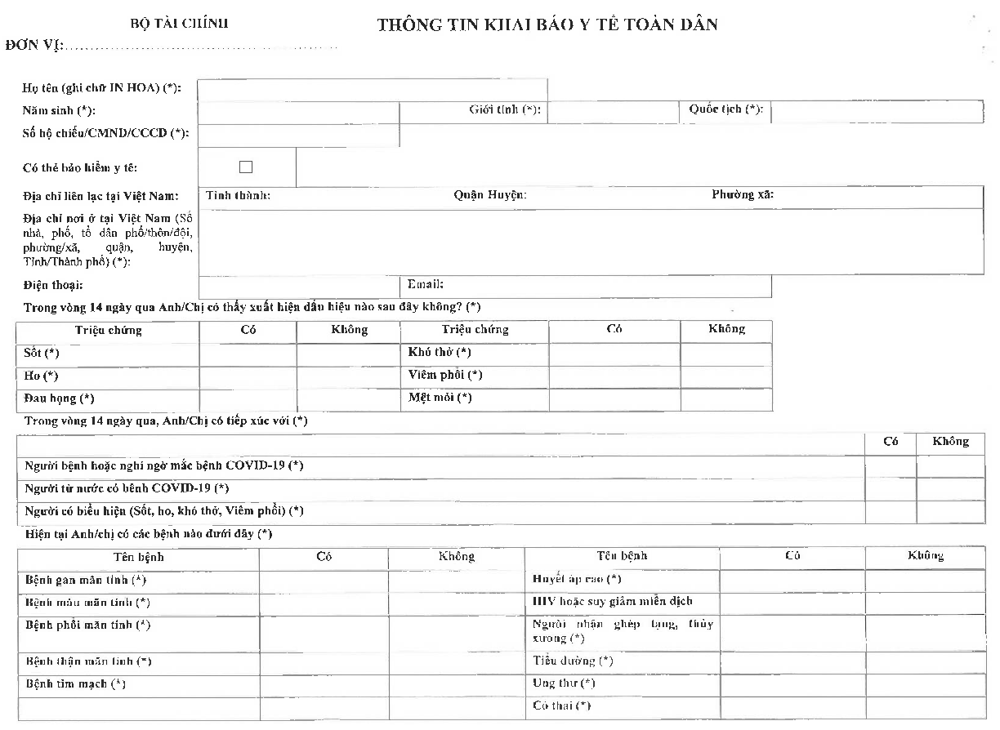 BỘ TÀI CHÍNH THÔNG TIN KHAI BÁO Y TẾ TOÀN DÂN
ĐƠN VỊ:....................................................
Họ tên (ghi chữ IN HOA) (*):
Năm sinh (*): Giới tính (*): Quốc tịch (*):
Số hộ chiếu/CMND/CCCD (*):
Có thẻ bảo hiểm y tế:
Địa chỉ liên lạc tại Việt Nam: Tỉnh thành: Quận Huyện: Phường xã:
Địa chỉ nơi ở tại Việt Nam (Số
nhà, phố, tổ dân phố/thôn/đội,
phường/xã, quận, huyện,
Tỉnh/Thành phố) (*):
Điện thoại: Email:
Trong vòng 14 ngày qua Anh/Chị có thấy xuất hiện dấu hiệu nào sau đây không? (*)
Triệu chứng Có Không Triệu chứng Có Không
Sốt (*) Khó thở (*)
Ho (*) Viêm phổi (*)
Đau họng (*) Mệt mỏi (*)
Trong vòng 14 ngày qua, Anh/Chị có tiếp xúc với (*)
Có Không
Người bệnh hoặc nghi ngờ mắc bệnh COVID-19 (*)
Người từ nước có bệnh COVID-19 (*)
Người có biểu hiện (Sốt, ho, khó thở, Viêm phổi) (*)
Hiện tại Anh/chị có các bệnh nào dưới đây (*)
Tên bệnh Có Không Tên bệnh Có Không
Bệnh gan mãn tính (*) Huyết áp cao (*)
Bệnh máu mãn tính (*) HIV hoặc suy giảm miễn dịch
Bệnh phổi mãn tính (*) Người nhận ghép tạng, thủy
xương (*)
Bệnh thận mãn tính (*) Tiểu đường (*)
Bệnh tim mạch (*) Ung thư (*)
Có thai (*)